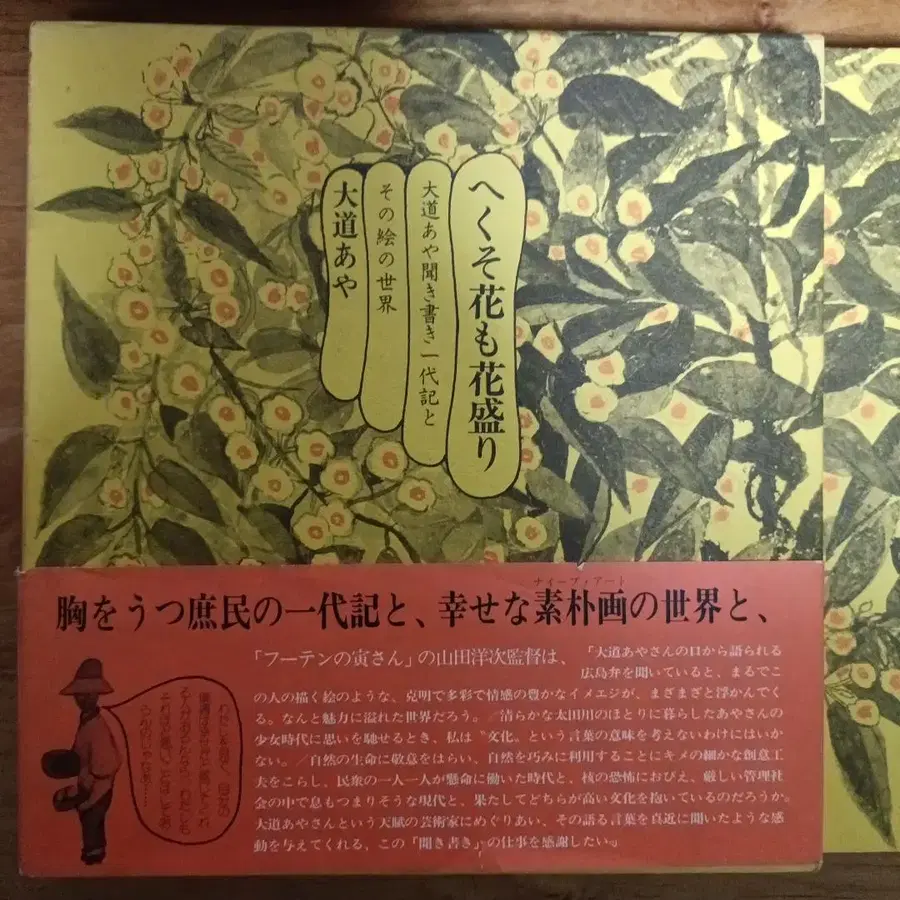 へくそ花も花盛り
大道あや聞き書き一代記と
その絵の世界
大道あや
胸をうつ庶民の一代記と、幸せな素朴画の世界と、
ナイーブ・アート
「フーテンの寅さん」の山田洋次監督は、
「大道あやさんの口から語られる
広島弁を聞いていると、まるでこ
の人の描く絵のような、克明で多彩で情感の豊かなイメエジが、まざまざと浮かんでく
る。なんと魅力に溢れた世界だろう。／清らかな太田川のほとりに暮らしたあやさんの
少女時代に思いを馳せるとき、私は〝文化〟という言葉の意味を考えないわけにはいか
ない。／自然の生命に敬意をはらい、自然を巧みに利用することにキメの細かな創意工
夫をこらし、民衆の一人一人が懸命に働いた時代と、核の恐怖におびえ、厳しい管理社
会の中で息もつまりそうな現代と、果たしてどちらが高い文化を抱いているのだろうか。
大道あやさんという天賦の芸術家にめぐりあい、その語る言葉を真近に聞いたような感
動を与えてくれる、この「聞き書き」の仕事を感謝したい。」